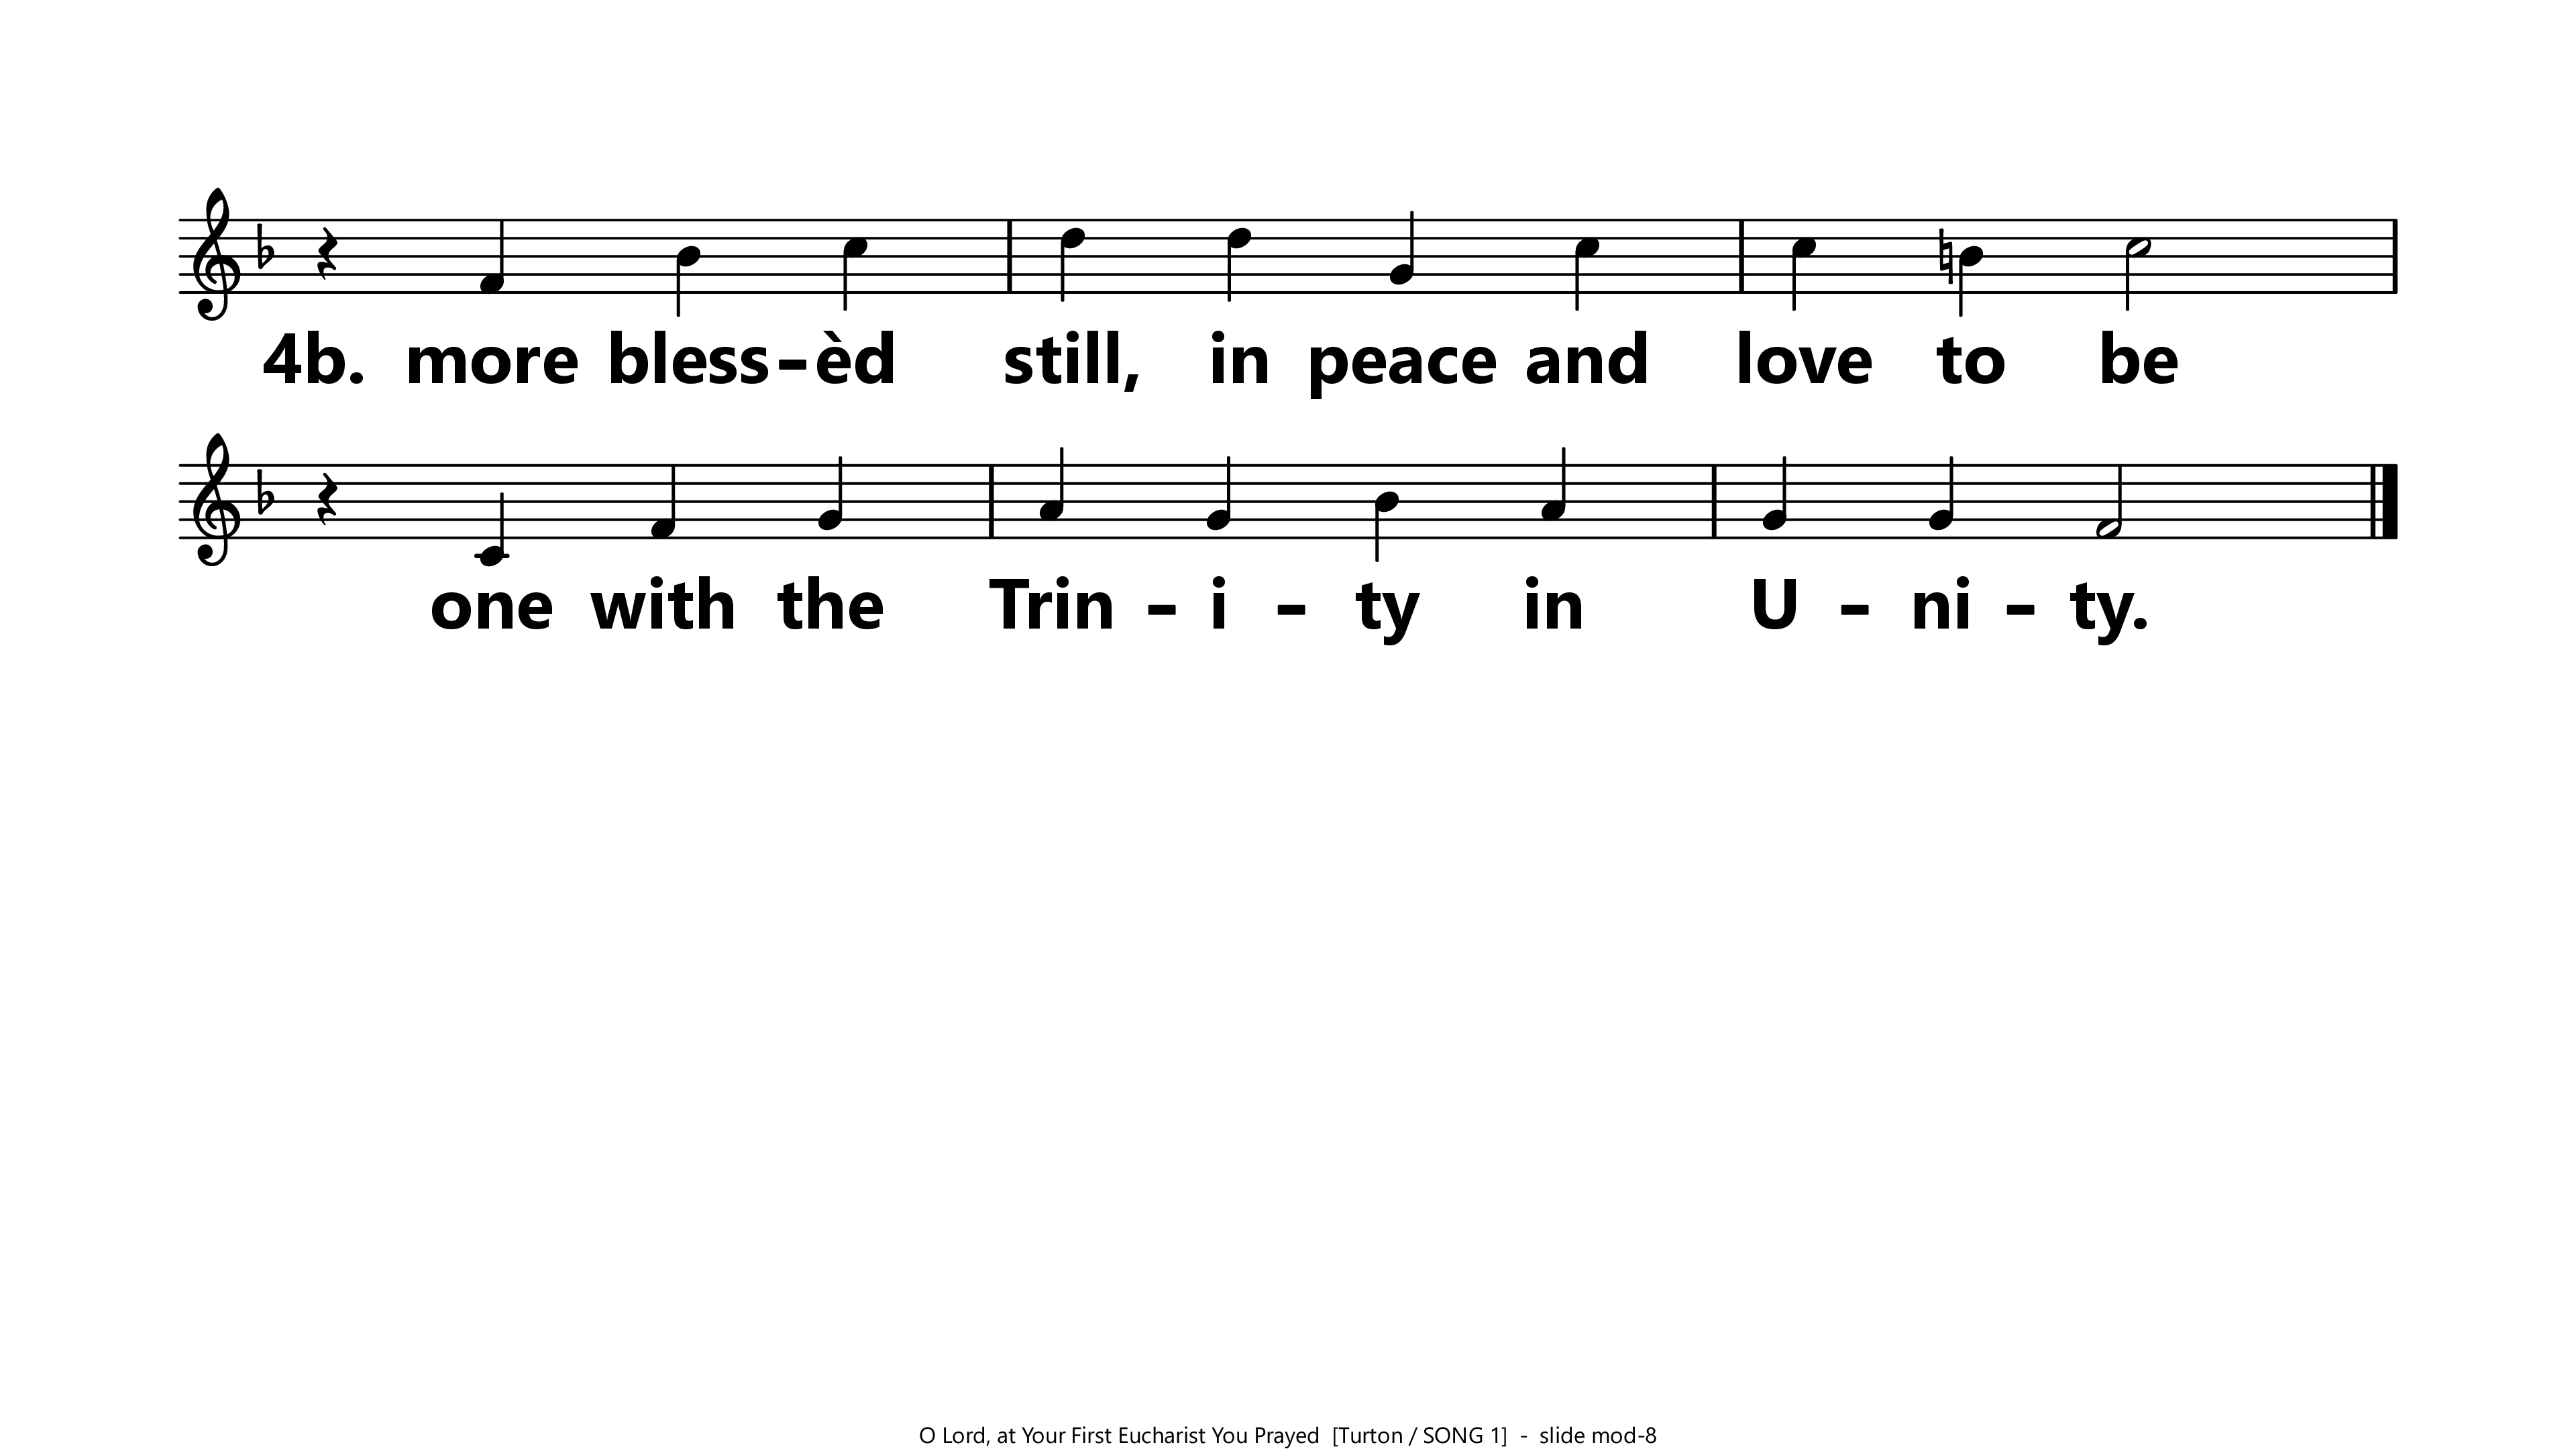 4b. more bless-èd still, in peace and love to be
one with the Trin - i - ty in U - ni - ty.
O Lord, at Your First Eucharist You Prayed [Turton / SONG 1] - slide mod-8